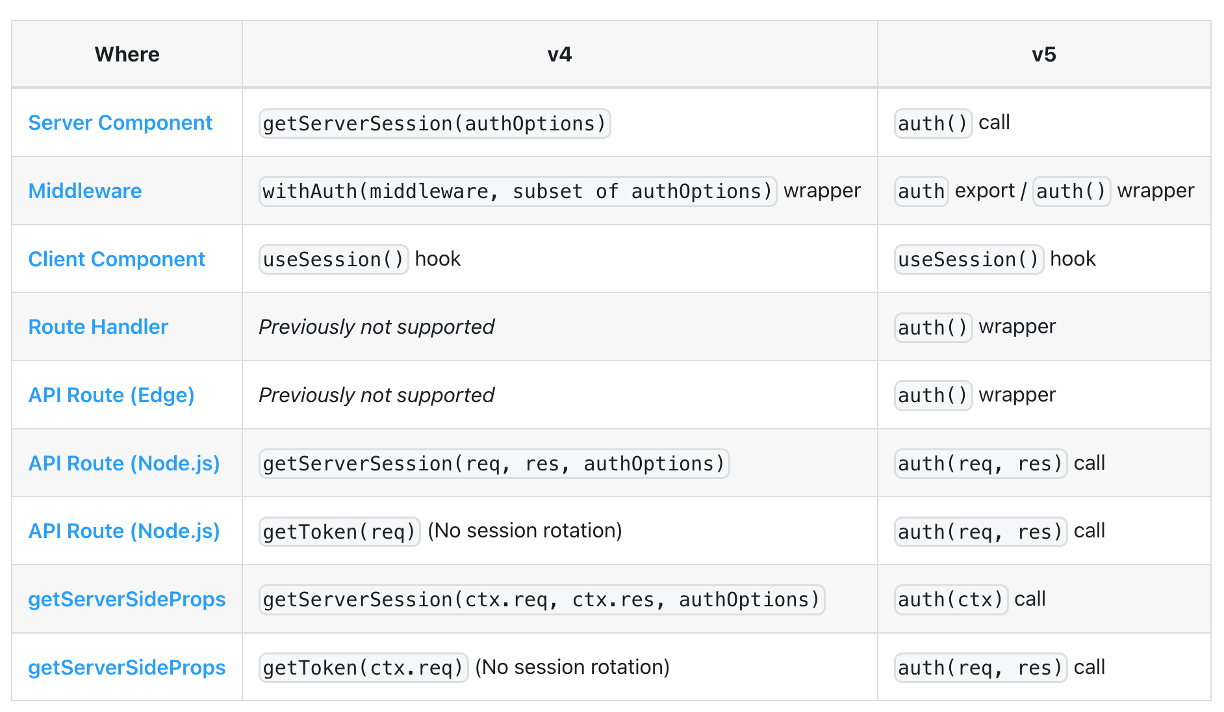 Where v4 v5
Server Component getServerSession(authOptions) auth() call
Middleware withAuth(middleware, subset of authOptions) wrapper auth export / auth() wrapper
Client Component useSession() hook useSession() hook
Route Handler Previously not supported auth() wrapper
API Route (Edge) Previously not supported auth() wrapper
API Route (Node.js) getServerSession(req, res, authOptions) auth(req, res) call
API Route (Node.js) getToken(req) (No session rotation) auth(req, res) call
getServerSideProps getServerSession(ctx.req, ctx.res, authOptions) auth(ctx) call
getServerSideProps getToken(ctx.req) (No session rotation) auth(req, res) call